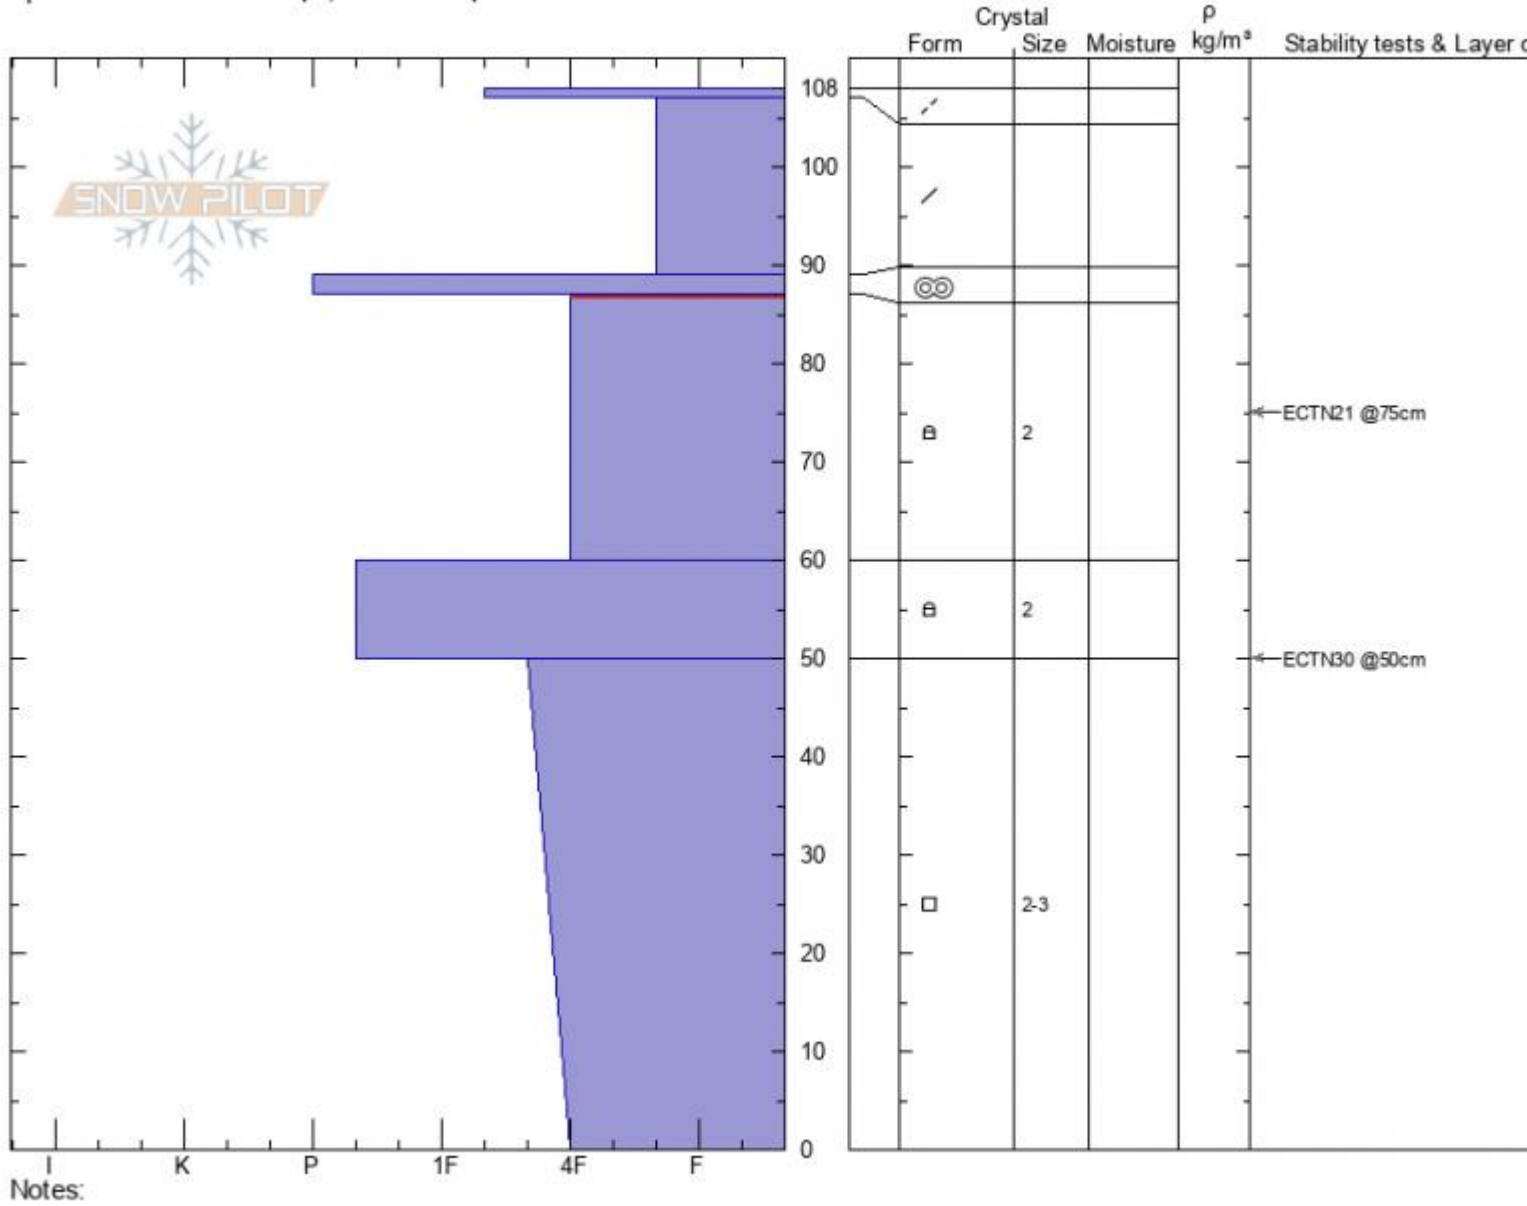 Crystal ρ
Form Size Moisture kg/m³ Stability tests & Layer
108
SNOW PILOT
100
90
80
ECTN21 @75cm
70 2
60
2
50 ECTN30 @50cm
40
30
2-3
20
10
0
I K P 1F 4F F
Notes: